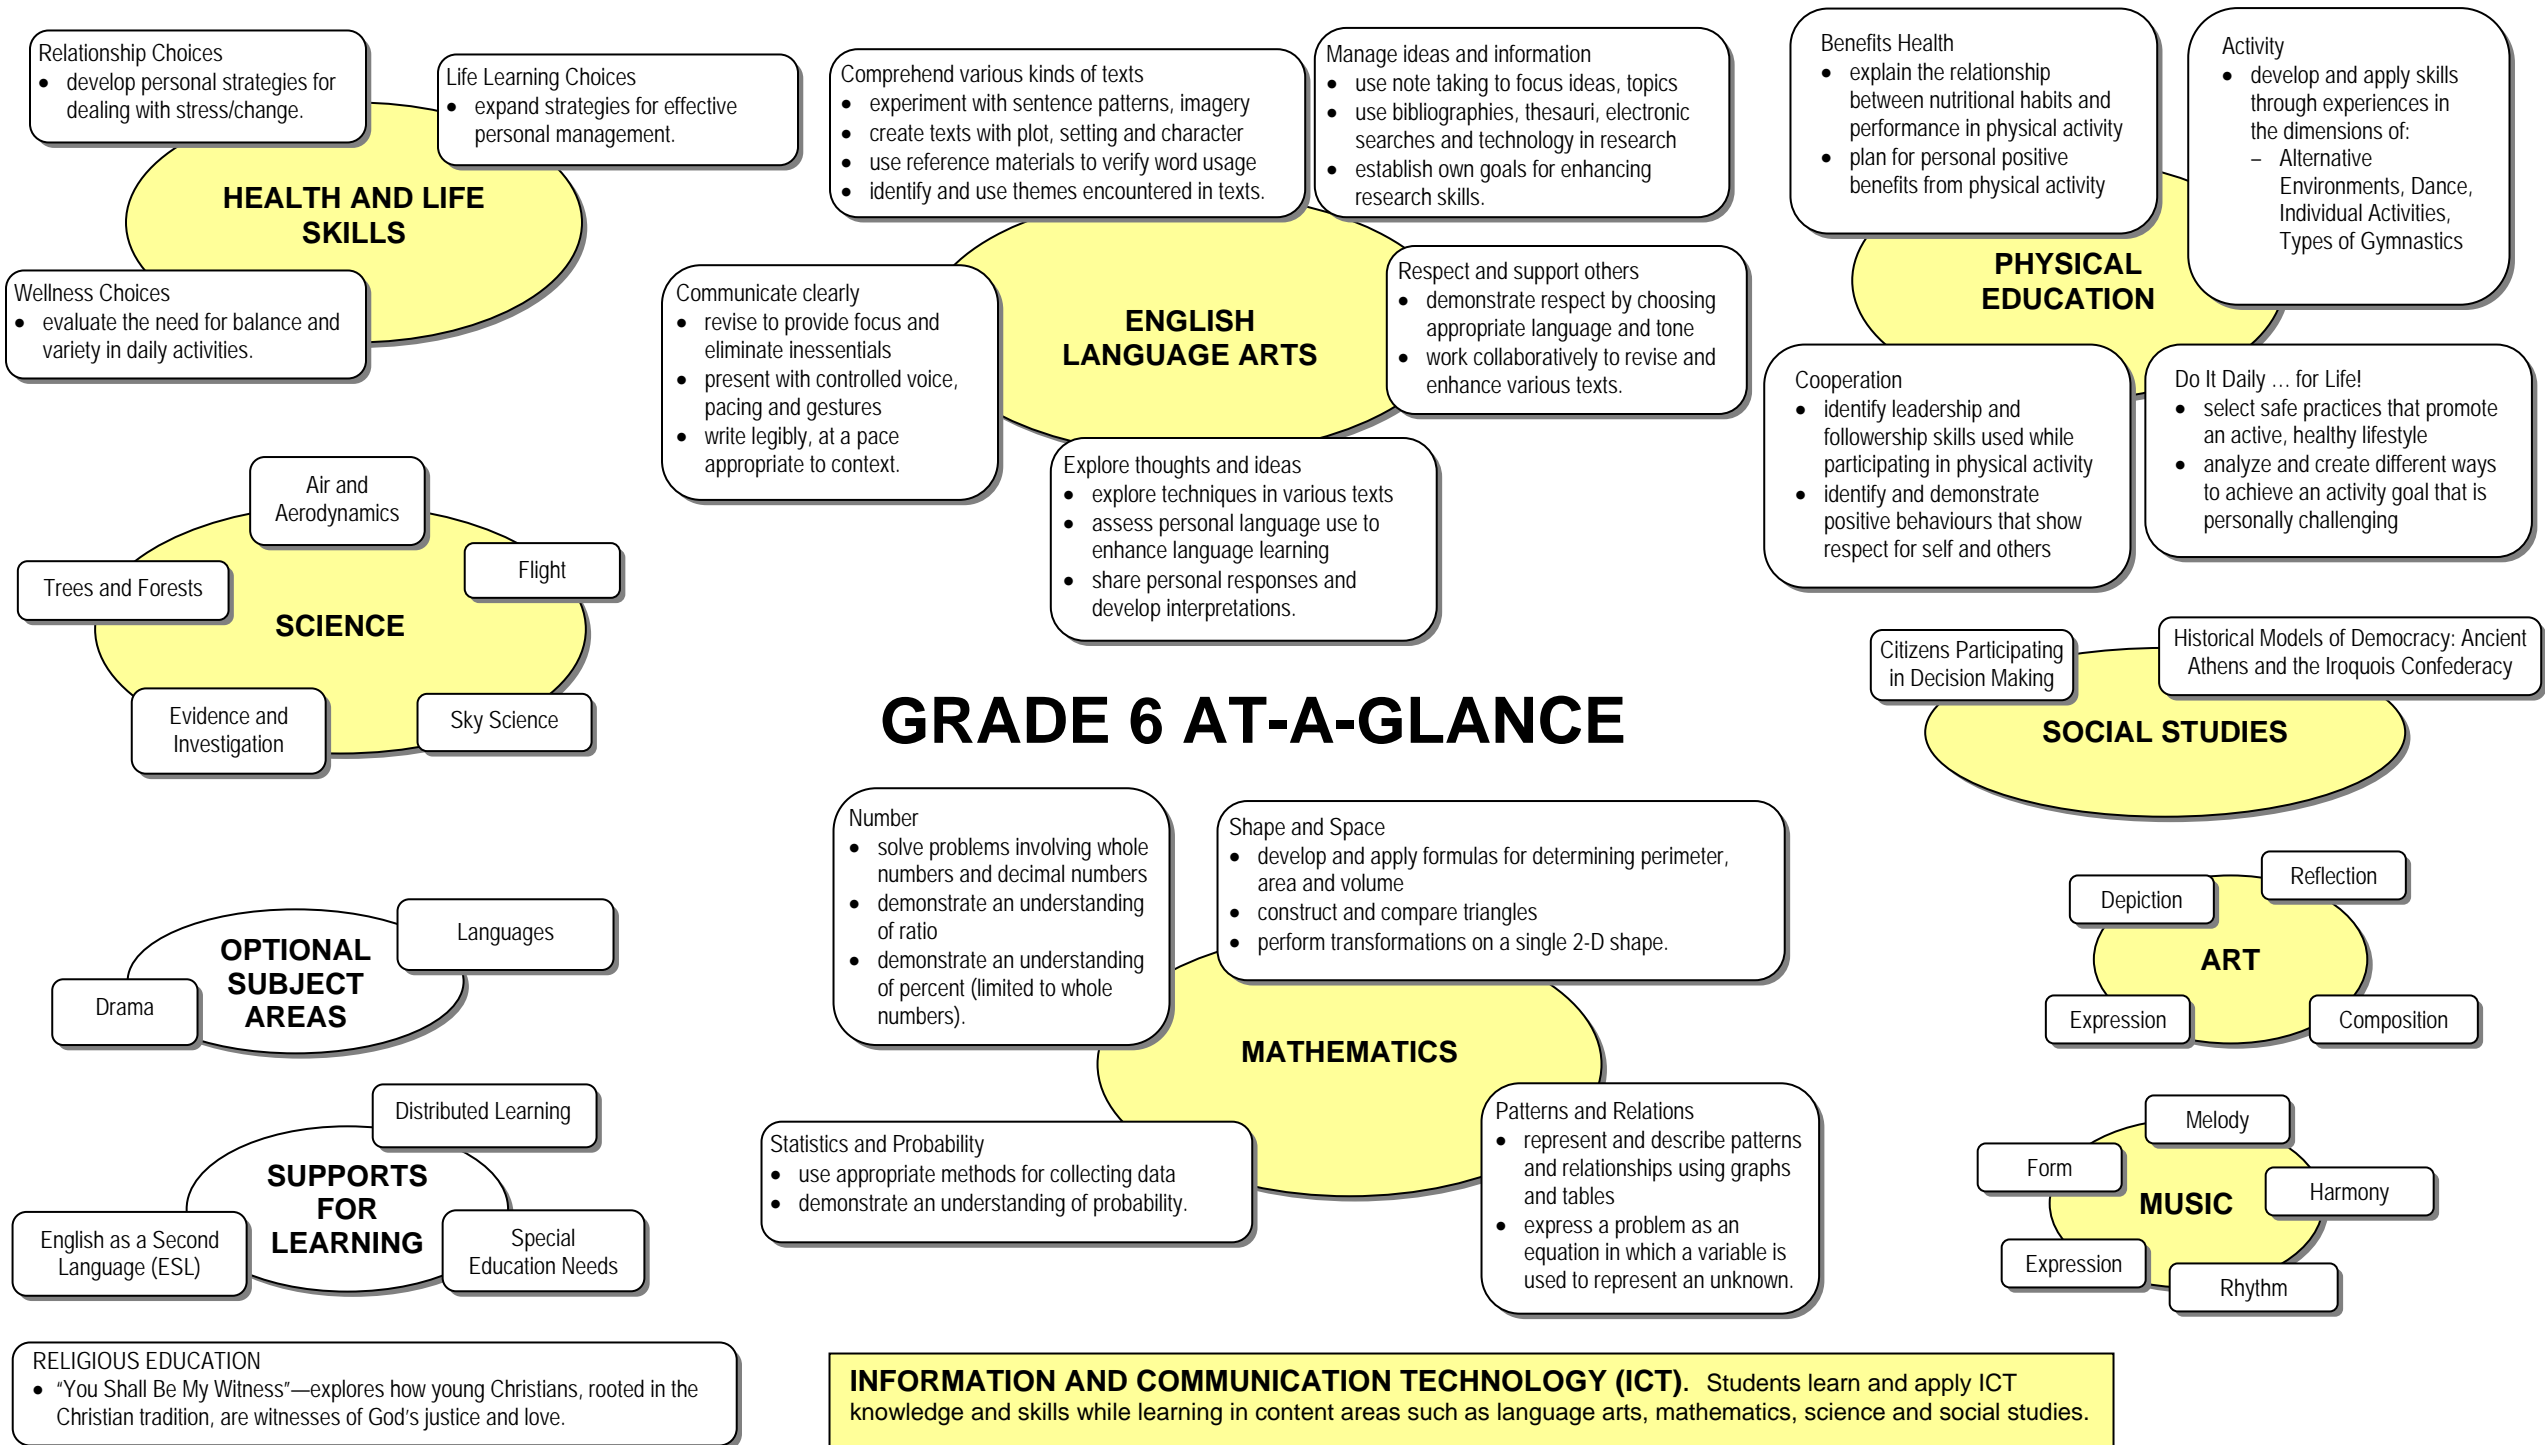 Relationship Choices
• develop personal strategies for
dealing with stress/change.
Life Learning Choices
• expand strategies for effective
personal management.
HEALTH AND LIFE
SKILLS
Wellness Choices
• evaluate the need for balance and
variety in daily activities.
Comprehend various kinds of texts
• experiment with sentence patterns, imagery
• create texts with plot, setting and character
• use reference materials to verify word usage
• identify and use themes encountered in texts.
Manage ideas and information
• use note taking to focus ideas, topics
• use bibliographies, thesauri, electronic
searches and technology in research
• establish own goals for enhancing
research skills.
Communicate clearly
• revise to provide focus and
eliminate inessentials
• present with controlled voice,
pacing and gestures
• write legibly, at a pace
appropriate to context.
ENGLISH
LANGUAGE ARTS
Respect and support others
• demonstrate respect by choosing
appropriate language and tone
• work collaboratively to revise and
enhance various texts.
Explore thoughts and ideas
• explore techniques in various texts
• assess personal language use to
enhance language learning
• share personal responses and
develop interpretations.
Benefits Health
• explain the relationship
between nutritional habits and
performance in physical activity
• plan for personal positive
benefits from physical activity
Activity
• develop and apply skills
through experiences in
the dimensions of:
– Alternative
Environments, Dance,
Individual Activities,
Types of Gymnastics
PHYSICAL
EDUCATION
Cooperation
• identify leadership and
followership skills used while
participating in physical activity
• identify and demonstrate
positive behaviours that show
respect for self and others
Do It Daily … for Life!
• select safe practices that promote
an active, healthy lifestyle
• analyze and create different ways
to achieve an activity goal that is
personally challenging
Air and
Aerodynamics
Flight
Trees and Forests
SCIENCE
Evidence and
Investigation
Sky Science
GRADE 6 AT-A-GLANCE
Citizens Participating
in Decision Making
Historical Models of Democracy: Ancient
Athens and the Iroquois Confederacy
SOCIAL STUDIES
Languages
OPTIONAL
SUBJECT
AREAS
Drama
Number
• solve problems involving whole
numbers and decimal numbers
• demonstrate an understanding
of ratio
• demonstrate an understanding
of percent (limited to whole
numbers).
Shape and Space
• develop and apply formulas for determining perimeter,
area and volume
• construct and compare triangles
• perform transformations on a single 2-D shape.
MATHEMATICS
Statistics and Probability
• use appropriate methods for collecting data
• demonstrate an understanding of probability.
Patterns and Relations
• represent and describe patterns
and relationships using graphs
and tables
• express a problem as an
equation in which a variable is
used to represent an unknown.
Depiction
Reflection
ART
Expression
Composition
Distributed Learning
SUPPORTS
FOR
LEARNING
English as a Second
Language (ESL)
Special
Education Needs
Melody
Form
Harmony
MUSIC
Expression
Rhythm
RELIGIOUS EDUCATION
• “You Shall Be My Witness”—explores how young Christians, rooted in the
Christian tradition, are witnesses of God’s justice and love.
INFORMATION AND COMMUNICATION TECHNOLOGY (ICT). Students learn and apply ICT
knowledge and skills while learning in content areas such as language arts, mathematics, science and social studies.